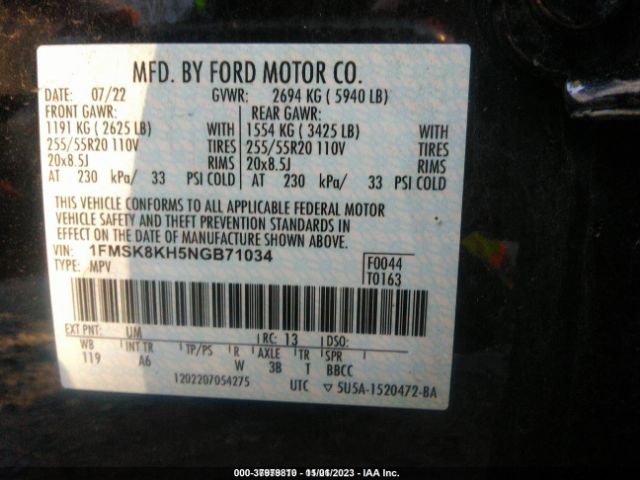 MFD. BY FORD MOTOR CO.
DATE: 07/22 GVWR: 2694 KG ( 5940 LB)
FRONT GAWR: REAR GAWR:
1191 KG ( 2625 LB) WITH 1554 KG ( 3425 LB) WITH
255/55R20 110V TIRES 255/55R20 110V TIRES
20x8.5J RIMS 20x8.5J RIMS
AT 230 kPa/ 33 PSI COLD AT 230 kPa/ 33 PSI COLD
THIS VEHICLE CONFORMS TO ALL APPLICABLE FEDERAL MOTOR
VEHICLE SAFETY AND THEFT PREVENTION STANDARDS IN
EFFECT ON THE DATE OF MANUFACTURE SHOWN ABOVE.
VIN: 1FMSK8KH5NGB71034 F0044
TYPE: MPV T0163
EXT PNT: UM RC: 13 DSO:
WB INT TR TP/PS R AXLE TR SPR
119 A6 W 3B T BBCC
1202207054275 UTC ▽ 5U5A-1520472-BA
11/21/2023 - IAA Inc.